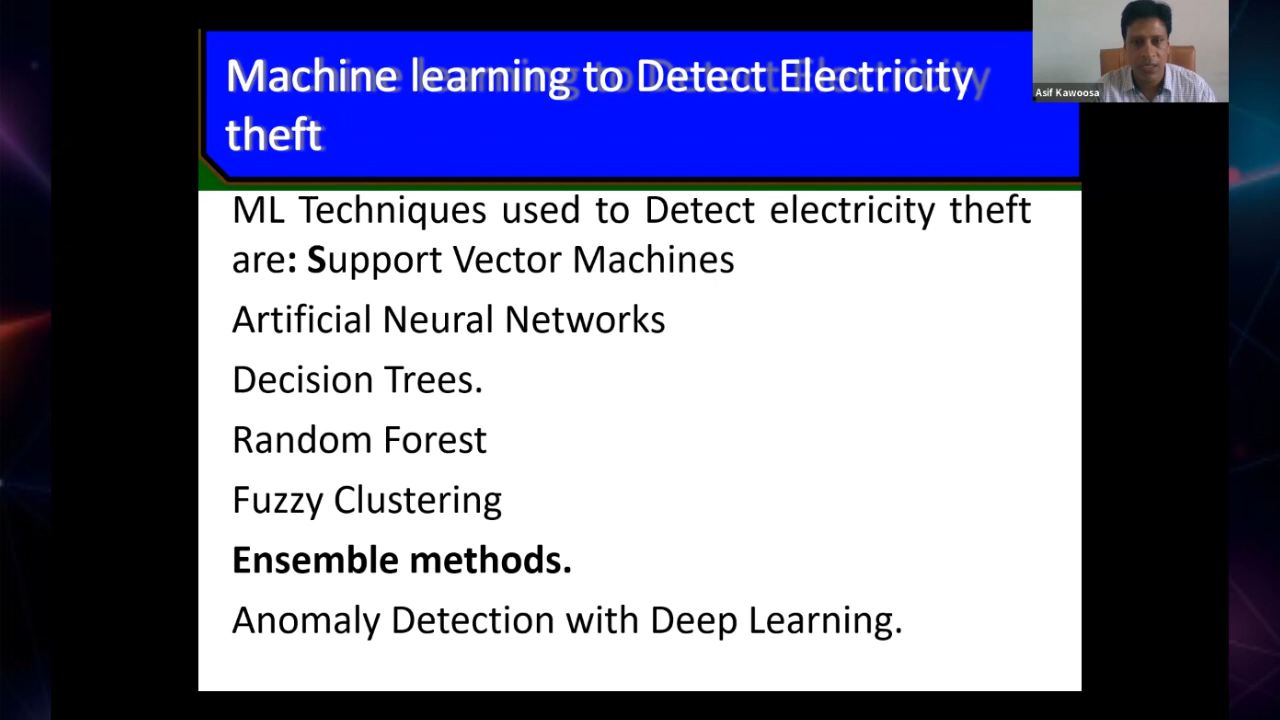 Machine learning to Detect Electricity
theft
Asif Kawoosa
ML Techniques used to Detect electricity theft
are: Support Vector Machines
Artificial Neural Networks
Decision Trees.
Random Forest
Fuzzy Clustering
Ensemble methods.
Anomaly Detection with Deep Learning.